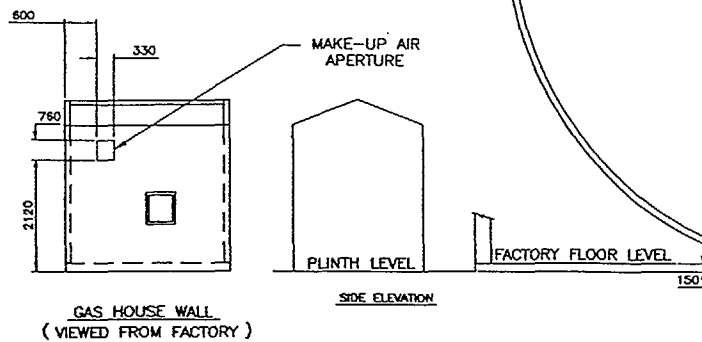 600
330
MAKE-UP AIR
APERTURE
760
2120
PLINTH LEVEL
FACTORY FLOOR LEVEL
150
GAS HOUSE WALL
( VIEWED FROM FACTORY )
SIDE ELEVATION